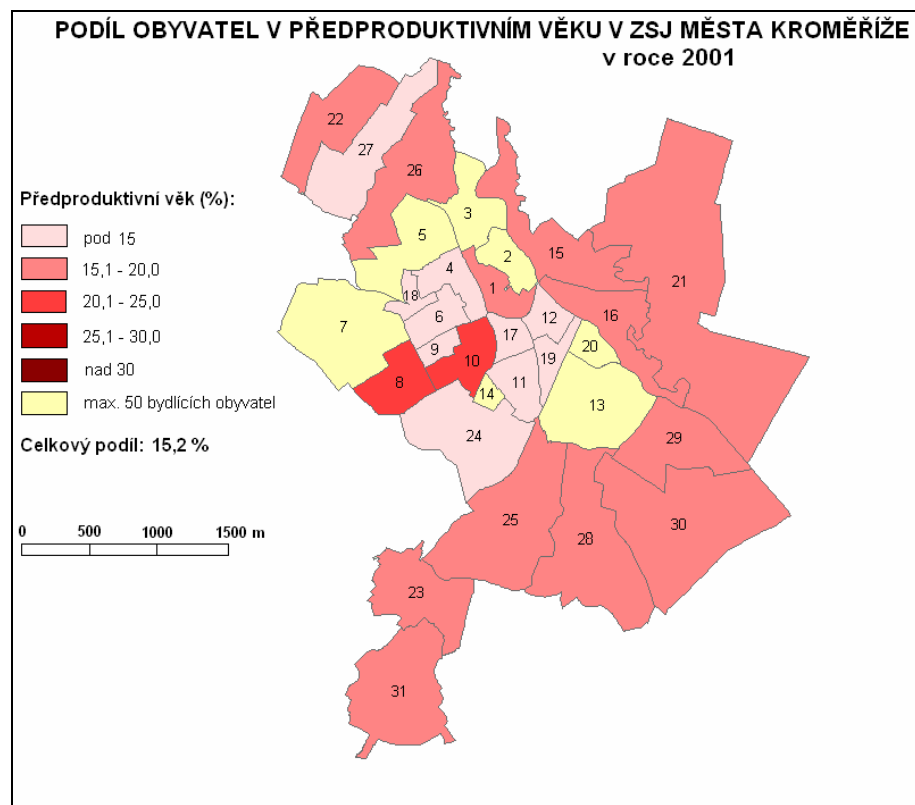 PODÍL OBYVATEL V PŘEDPRODUKTIVNÍM VĚKU V ZSJ MĚSTA KROMĚŘÍŽE
v roce 2001
22
27
26
Předproduktivní věk (%):
3
pod 15
5
2
15
4
15,1 - 20,0
21
18
1
20,1 - 25,0
6
12
16
7
17
25,1 - 30,0
9
20
10
19
nad 30
8
11
14
13
max. 50 bydlících obyvatel
24
29
Celkový podíl: 15,2 %
25
30
0 500 1000 1500 m
28
23
31